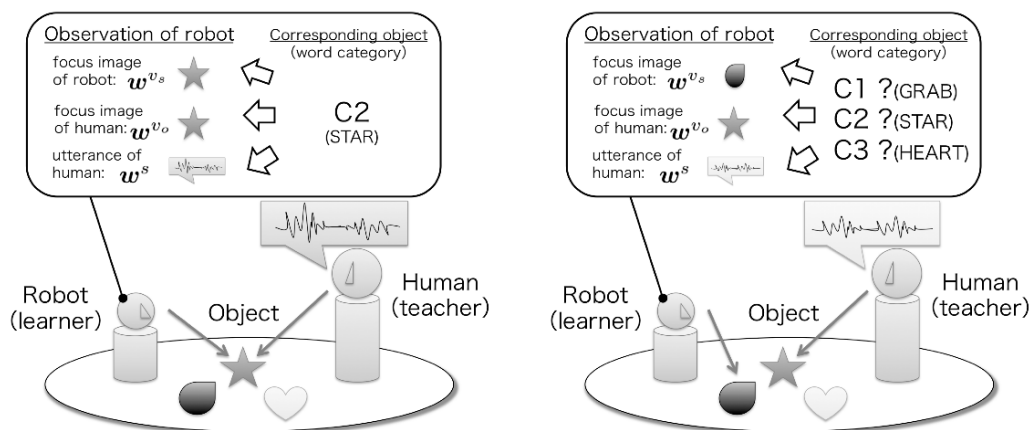 Observation of robot
Corresponding object
(word category)
focus image
of robot: w^{v_s}
focus image
of human: w^{v_o}
utterance of
human: w^s
C2
(STAR)
Robot
(learner)
Object
Human
(teacher)
Observation of robot
Corresponding object
(word category)
focus image
of robot: w^{v_s}
focus image
of human: w^{v_o}
utterance of
human: w^s
C1 ?(GRAB)
C2 ?(STAR)
C3 ?(HEART)
Robot
(learner)
Object
Human
(teacher)